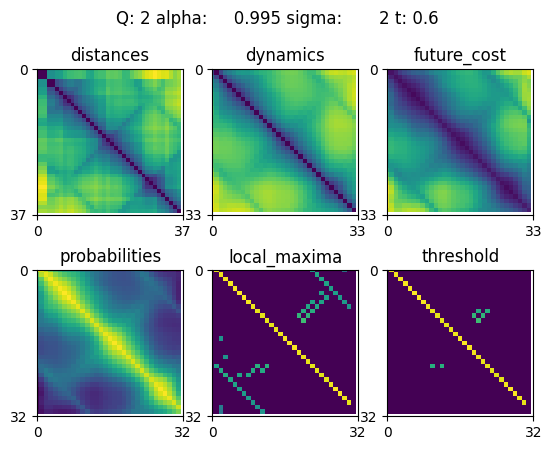 Q: 2 alpha: 0.995 sigma: 2 t: 0.6
distances dynamics future_cost
0 0 0
37 33 33
0 37 0 33 0 33
probabilities local_maxima threshold
0 0 0
32 32 32
0 32 0 32 0 32